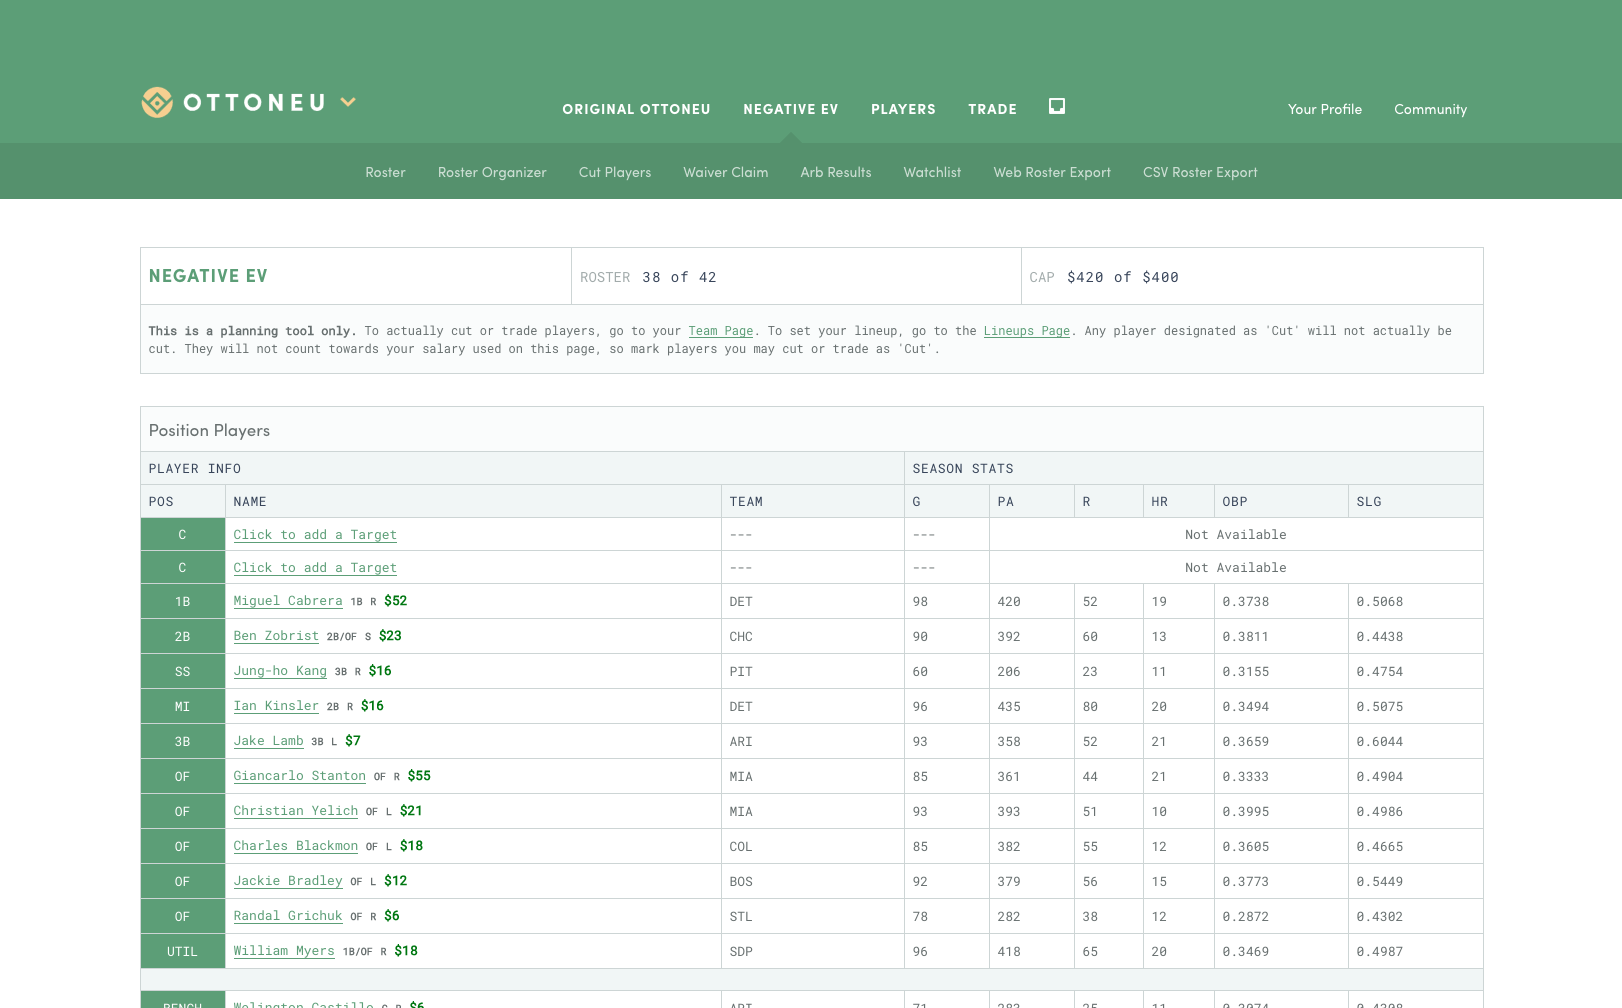 OTTONEU
ORIGINAL OTTONEU NEGATIVE EV PLAYERS TRADE
Your Profile Community
Roster Roster Organizer Cut Players Waiver Claim Arb Results Watchlist Web Roster Export CSV Roster Export
NEGATIVE EV ROSTER 38 of 42 CAP $420 of $400
This is a planning tool only. To actually cut or trade players, go to your Team Page. To set your lineup, go to the Lineups Page. Any player designated as 'Cut' will not actually be
cut. They will not count towards your salary used on this page, so mark players you may cut or trade as 'Cut'.
Position Players
PLAYER INFO SEASON STATS
POS NAME TEAM G PA R HR OBP SLG
C Click to add a Target --- --- Not Available
C Click to add a Target --- --- Not Available
1B Miguel Cabrera 1B R $52 DET 98 420 52 19 0.3738 0.5068
2B Ben Zobrist 2B/OF S $23 CHC 90 392 60 13 0.3811 0.4438
SS Jung-ho Kang 3B R $16 PIT 60 206 23 11 0.3155 0.4754
MI Ian Kinsler 2B R $16 DET 96 435 80 20 0.3494 0.5075
3B Jake Lamb 3B L $7 ARI 93 358 52 21 0.3659 0.6044
OF Giancarlo Stanton OF R $55 MIA 85 361 44 21 0.3333 0.4904
OF Christian Yelich OF L $21 MIA 93 393 51 10 0.3995 0.4986
OF Charles Blackmon OF L $18 COL 85 382 55 12 0.3605 0.4665
OF Jackie Bradley OF L $12 BOS 92 379 56 15 0.3773 0.5449
OF Randal Grichuk OF R $6 STL 78 282 38 12 0.2872 0.4302
UTIL William Myers 1B/OF R $18 SDP 96 418 65 20 0.3469 0.4987
BENCH Welington Castillo C R $6 ARI 71 283 25 11 0.3074 0.4308